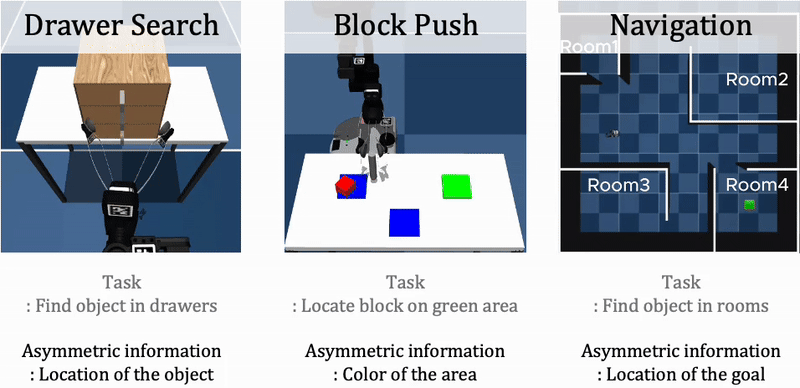 Drawer Search
Block Push
Navigation
Room1
Room2
Room3
Room4
Task
: Find object in drawers
Asymmetric information
: Location of the object
Task
: Locate block on green area
Asymmetric information
: Color of the area
Task
: Find object in rooms
Asymmetric information
: Location of the goal